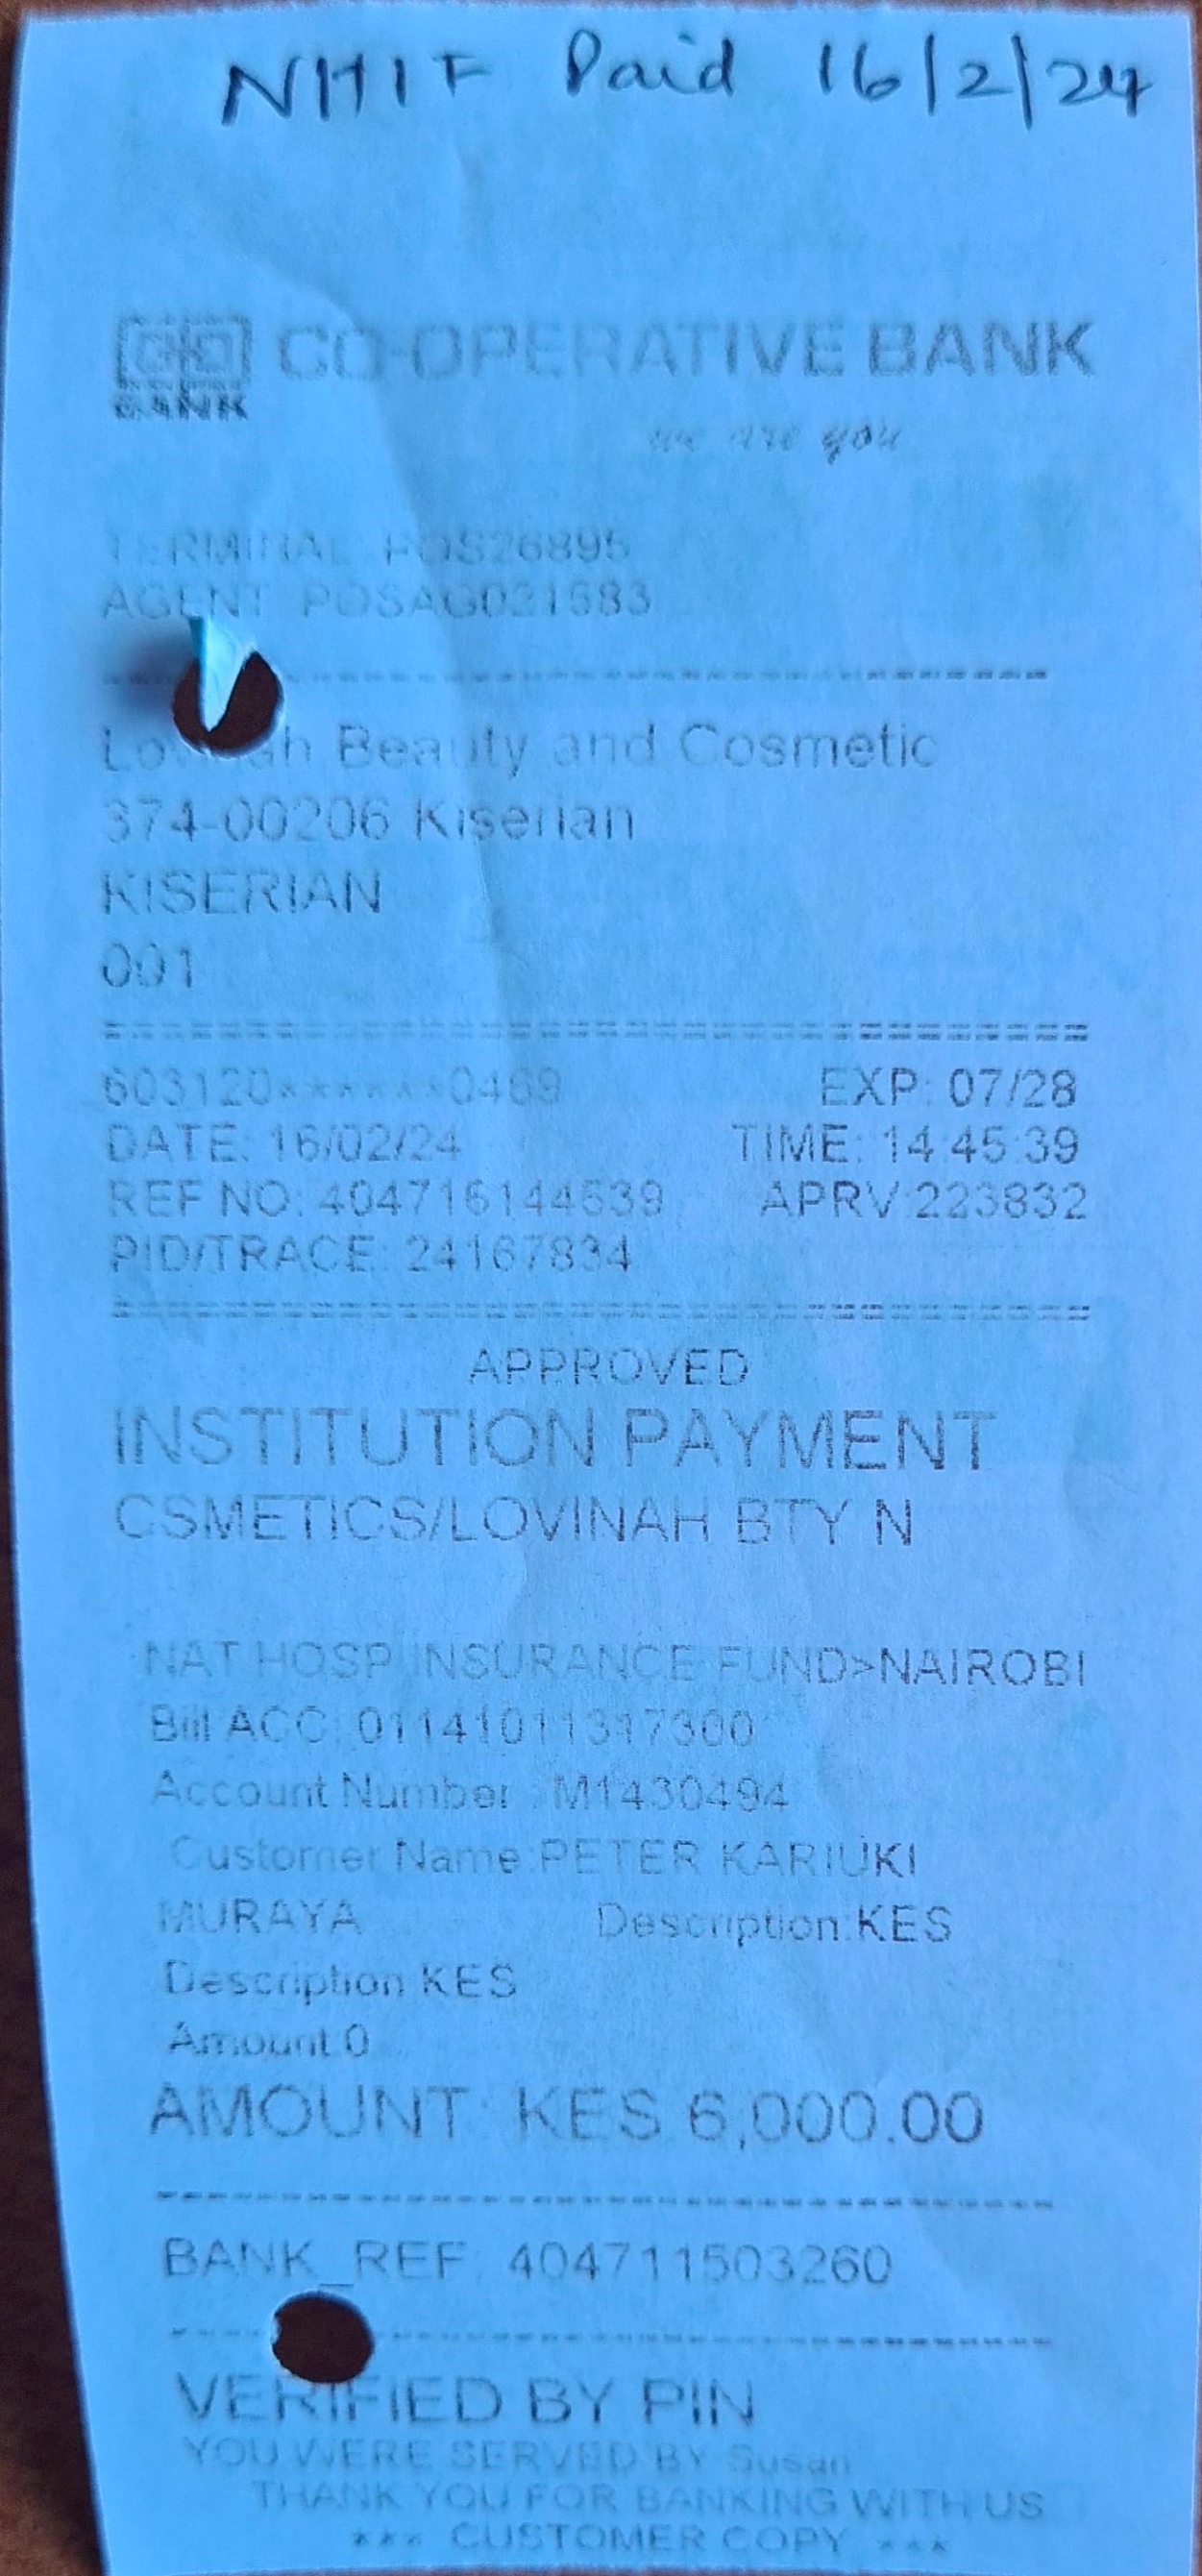 NHIF Paid 16/2/24
CO-OPERATIVE BANK
BANK
we are you
TERMINAL: POS26895
AGENT: POSAG021583
Beauty and Cosmetic
374-00206 Kiserian
KISERIAN
001
603120******0469 EXP: 07/28
DATE: 16/02/24 TIME: 14:45:39
REF NO: 404716144539 APRV:223832
PID/TRACE: 24167834
APPROVED
INSTITUTION PAYMENT
CSMETICS/LOVINAH BTY N
NAT HOSP INSURANCE FUND>NAIROBI
Bill ACC: 01141011317300
Account Number : M1430494
Customer Name:PETER KARIUKI
MURAYA Description:KES
Description:KES
Amount:0
AMOUNT: KES 6,000.00
BANK_REF: 404711503260
VERIFIED BY PIN
YOU WERE SERVED BY Susan
THANK YOU FOR BANKING WITH US
*** CUSTOMER COPY ***